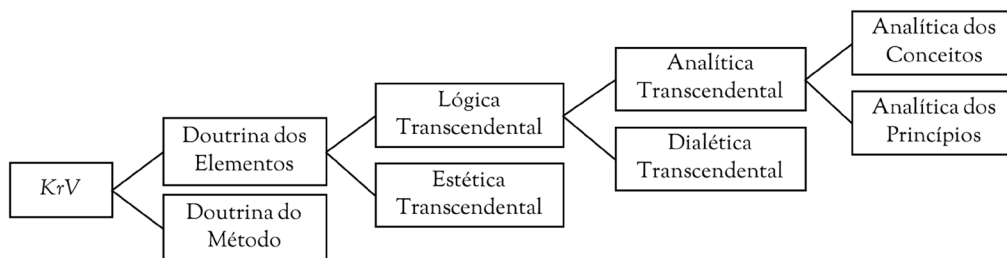 KrV
Doutrina dos
Elementos
Doutrina do
Método
Lógica
Transcendental
Estética
Transcendental
Analítica
Transcendental
Dialética
Transcendental
Analítica dos
Conceitos
Analítica dos
Princípios